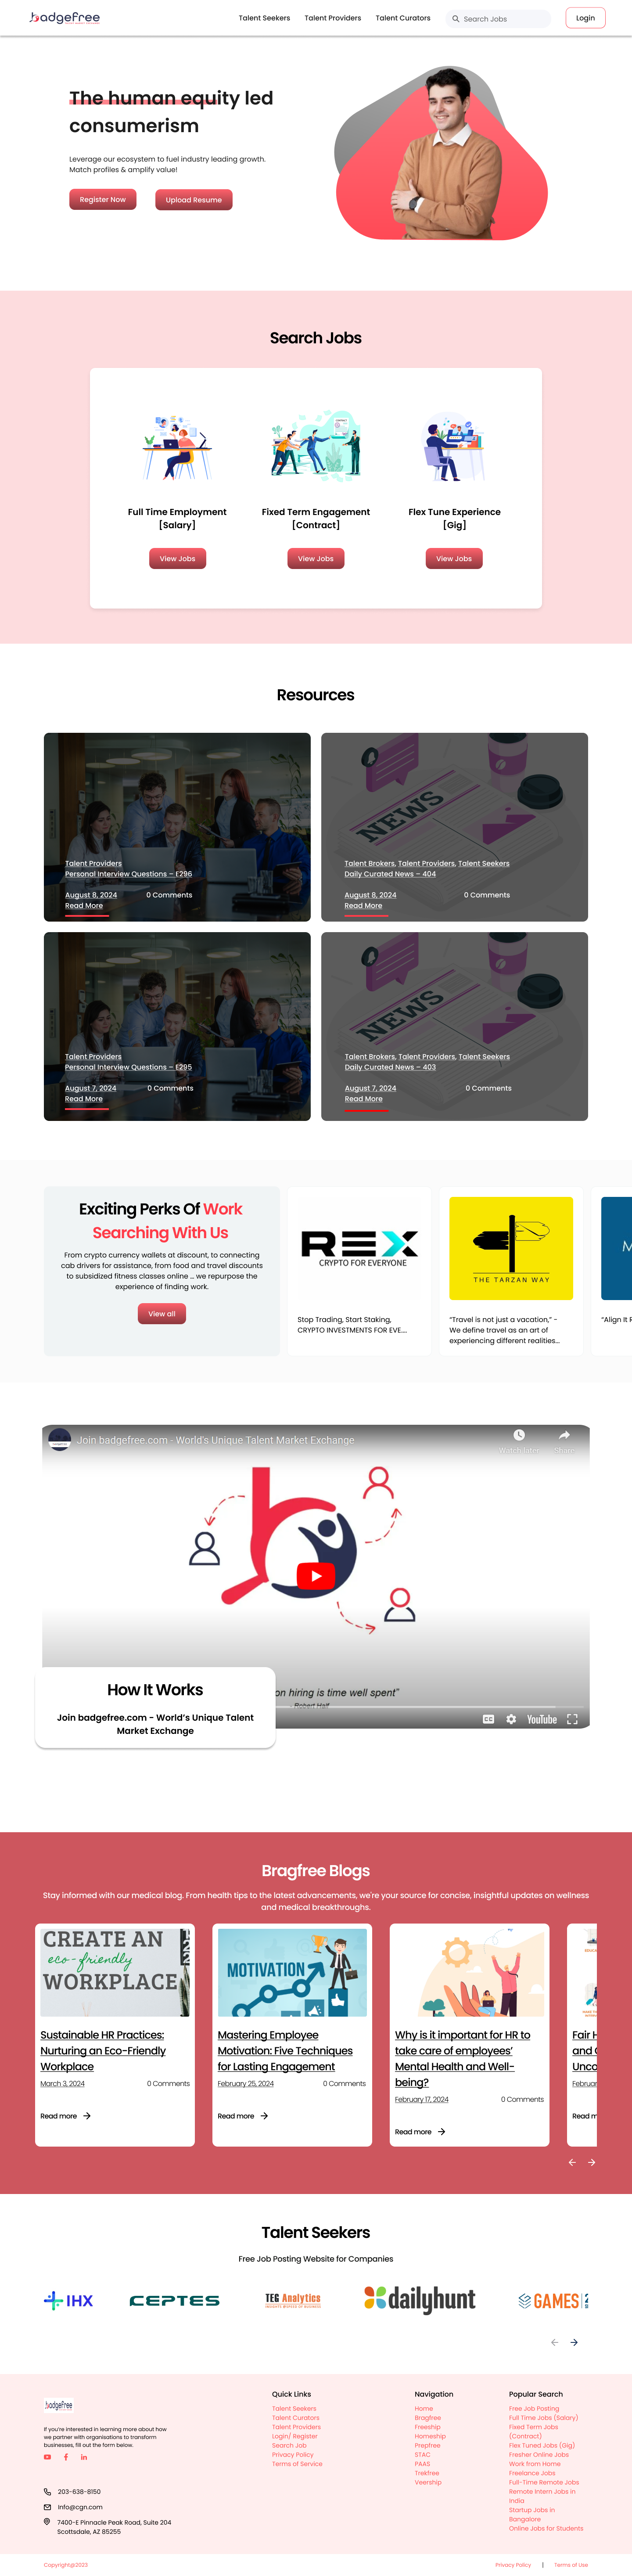 badgefree
Talent Seekers
Talent Providers
Talent Curators
Search Jobs
Login
The human equity led
consumerism
Leverage our ecosystem to fuel industry leading growth.
Match profiles & amplify value!
Register Now
Upload Resume
Search Jobs
Full Time Employment
[Salary]
View Jobs
Fixed Term Engagement
[Contract]
View Jobs
Flex Tune Experience
[Gig]
View Jobs
Resources
Talent Providers
Personal Interview Questions – E296
August 8, 2024
0 Comments
Read More
NEWS
Talent Brokers, Talent Providers, Talent Seekers
Daily Curated News – 404
August 8, 2024
0 Comments
Read More
Talent Providers
Personal Interview Questions – E295
August 7, 2024
0 Comments
Read More
NEWS
Talent Brokers, Talent Providers, Talent Seekers
Daily Curated News – 403
August 7, 2024
0 Comments
Read More
Exciting Perks Of Work
Searching With Us
From crypto currency wallets at discount, to connecting
cab drivers for assistance, from food and travel discounts
to subsidized fitness classes online … we repurpose the
experience of finding work.
View all
REX
CRYPTO FOR EVERYONE
Stop Trading, Start Staking,
CRYPTO INVESTMENTS FOR EVE....
THE TARZAN WAY
“Travel is not just a vacation,” -
We define travel as an art of
experiencing different realities...
M
“Align It F
Join badgefree.com - World's Unique Talent Market Exchange
Watch later
Share
on hiring is time well spent”
- Robert Half
CC
YouTube
How It Works
Join badgefree.com - World’s Unique Talent
Market Exchange
Bragfree Blogs
Stay informed with our medical blog. From health tips to the latest advancements, we're your source for concise, insightful updates on wellness
and medical breakthroughs.
CREATE AN
eco-friendly
WORKPLACE
Sustainable HR Practices:
Nurturing an Eco-Friendly
Workplace
March 3, 2024
0 Comments
Read more
MOTIVATION
Mastering Employee
Motivation: Five Techniques
for Lasting Engagement
February 25, 2024
0 Comments
Read more
Why is it important for HR to
take care of employees’
Mental Health and Well-
being?
February 17, 2024
0 Comments
Read more
Fair H
and C
Unco
Februar
Read m
Talent Seekers
Free Job Posting Website for Companies
IHX
CEPTES
TEG Analytics
dailyhunt
GAMES 2
badgefree
If you're interested in learning more about how
we partner with organisations to transform
businesses, fill out the form below.
203-638-8150
Info@cgn.com
7400-E Pinnacle Peak Road, Suite 204
Scottsdale, AZ 85255
Quick Links
Talent Seekers
Talent Curators
Talent Providers
Login/ Register
Search Job
Privacy Policy
Terms of Service
Navigation
Home
Bragfree
Freeship
Homeship
Prepfree
STAC
PAAS
Trekfree
Veership
Popular Search
Free Job Posting
Full Time Jobs (Salary)
Fixed Term Jobs
(Contract)
Flex Tuned Jobs (Gig)
Fresher Online Jobs
Work from Home
Freelance Jobs
Full-Time Remote Jobs
Remote Intern Jobs in
India
Startup Jobs in
Bangalore
Online Jobs for Students
Copyright@2023
Privacy Policy | Terms of Use